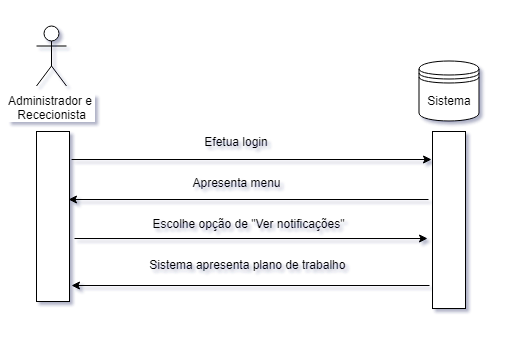 Administrador e
Rececionista
Sistema
Efetua login
Apresenta menu
Escolhe opção de "Ver notificações"
Sistema apresenta plano de trabalho